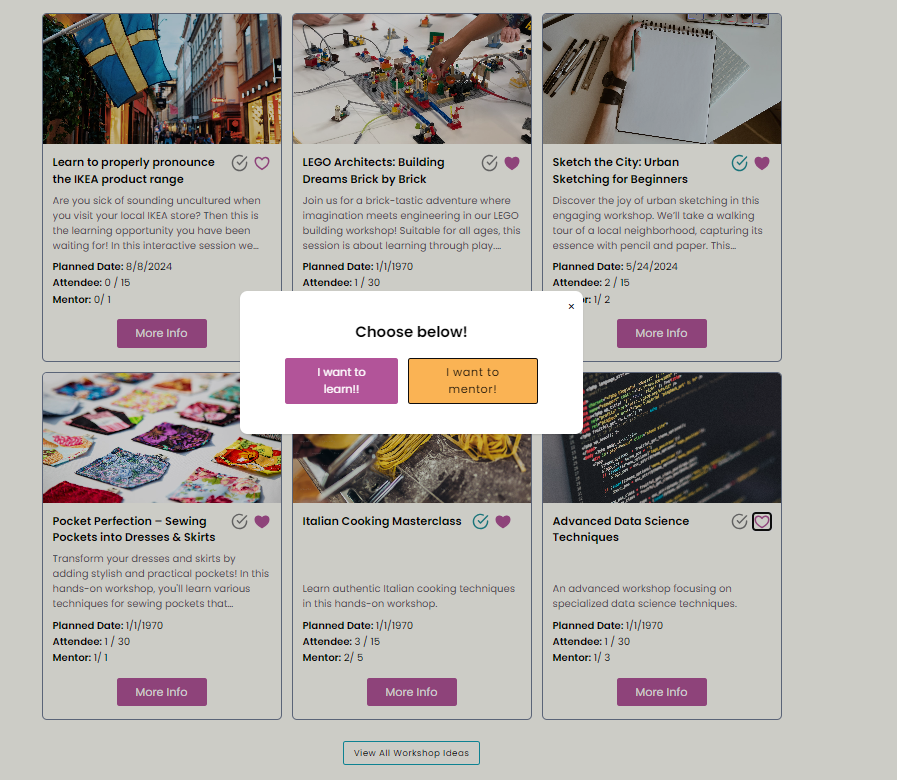 Learn to properly pronounce
the IKEA product range
Are you sick of sounding uncultured when
you visit your local IKEA store? Then this is
the learning opportunity you have been
waiting for! In this interactive session we…
Planned Date: 8/8/2024
Attendee: 0 / 15
Mentor: 0/ 1
More Info
LEGO Architects: Building
Dreams Brick by Brick
Join us for a brick-tastic adventure where
imagination meets engineering in our LEGO
building workshop! Suitable for all ages, this
session is about learning through play.…
Planned Date: 1/1/1970
Attendee: 1 / 30
Sketch the City: Urban
Sketching for Beginners
Discover the joy of urban sketching in this
engaging workshop. We'll take a walking
tour of a local neighborhood, capturing its
essence with pencil and paper. This…
Planned Date: 5/24/2024
Attendee: 2 / 15
1/ 2
More Info
×
Choose below!
I want to
learn!!
I want to
mentor!
Pocket Perfection – Sewing
Pockets into Dresses & Skirts
Transform your dresses and skirts by
adding stylish and practical pockets! In this
hands-on workshop, you'll learn various
techniques for sewing pockets that…
Planned Date: 1/1/1970
Attendee: 1 / 30
Mentor: 1/ 1
More Info
Italian Cooking Masterclass
Learn authentic Italian cooking techniques
in this hands-on workshop.
Planned Date: 1/1/1970
Attendee: 3 / 15
Mentor: 2/ 5
More Info
Advanced Data Science
Techniques
An advanced workshop focusing on
specialized data science techniques.
Planned Date: 1/1/1970
Attendee: 1 / 30
Mentor: 1/ 3
More Info
View All Workshop Ideas